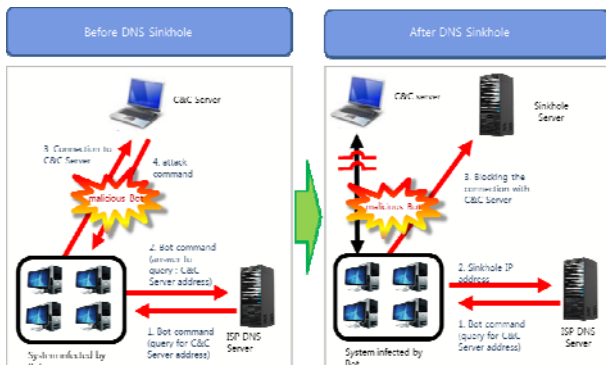 Before DNS Sinkhole
C&C Server
3. Connection to
C&C Server
4. attack
command
malicious Bot
2. Bot command
(answer to
query : C&C
Server address)
1. Bot command
(query for C&C
Server address)
ISP DNS
Server
System infected by
After DNS Sinkhole
C&C server
Sinkhole
Server
3. Blocking the
connection with
C&C Server
malicious Bot
2. Sinkhole IP
address
1. Bot command
(query for C&C
Server address)
ISP DNS
Server
System infected by
Bot